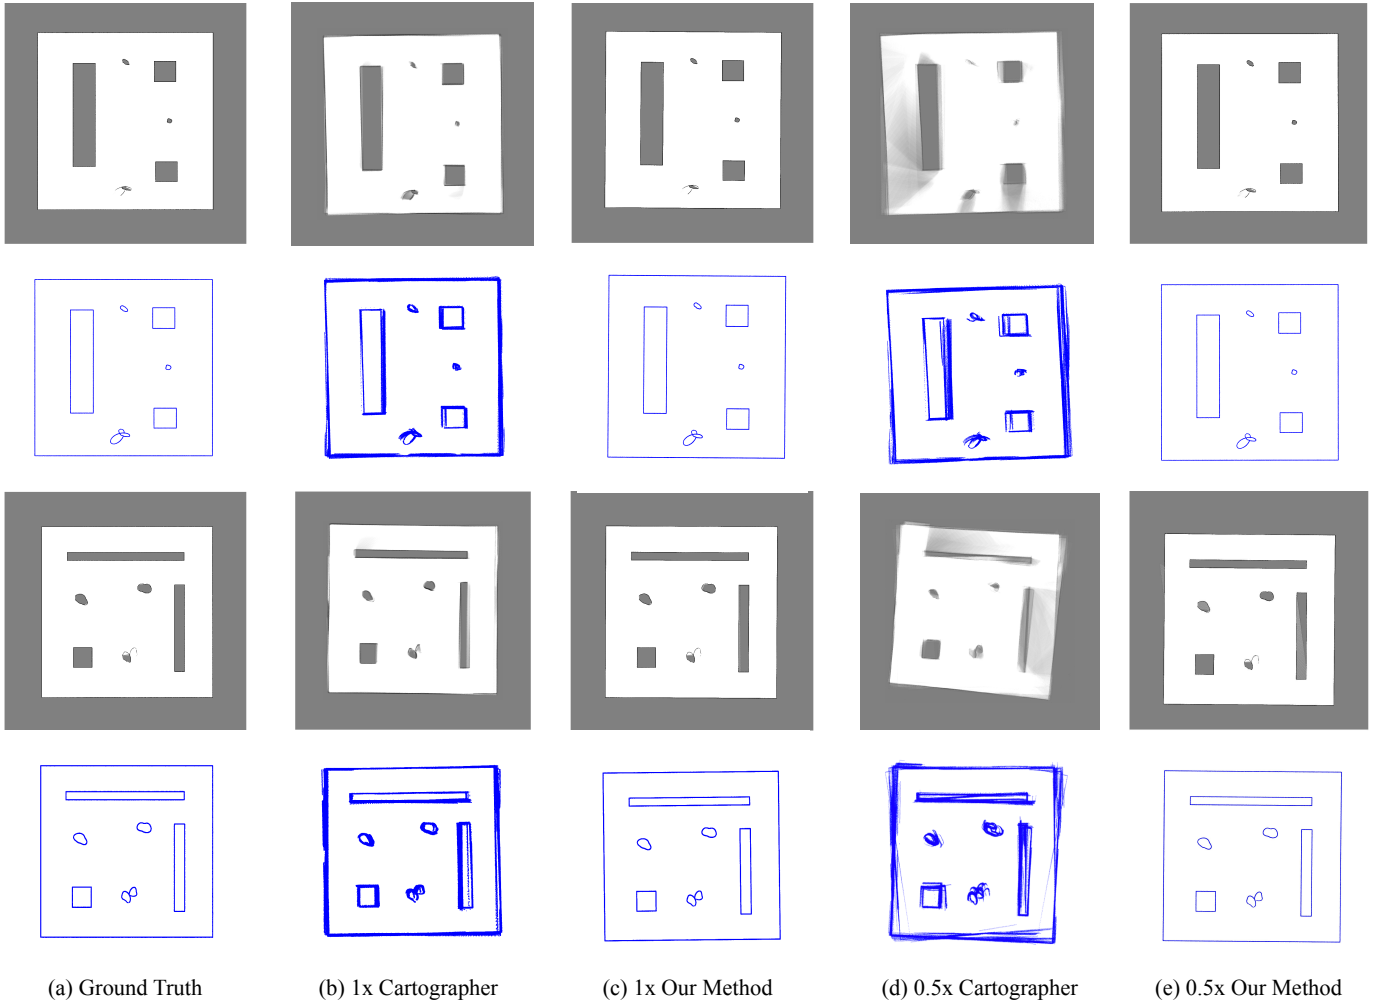 (a) Ground Truth
(b) 1x Cartographer
(c) 1x Our Method
(d) 0.5x Cartographer
(e) 0.5x Our Method